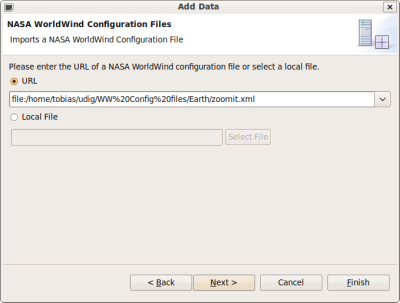 Add Data
NASA WorldWind Configuration Files
Imports a NASA WorldWind Configuration File
Please enter the URL of a NASA WorldWind configuration file or select a local file.
URL
file:/home/tobias/udig/WW%20Config%20files/Earth/zoomit.xml
Local File
Select File
< Back
Next >
Cancel
Finish